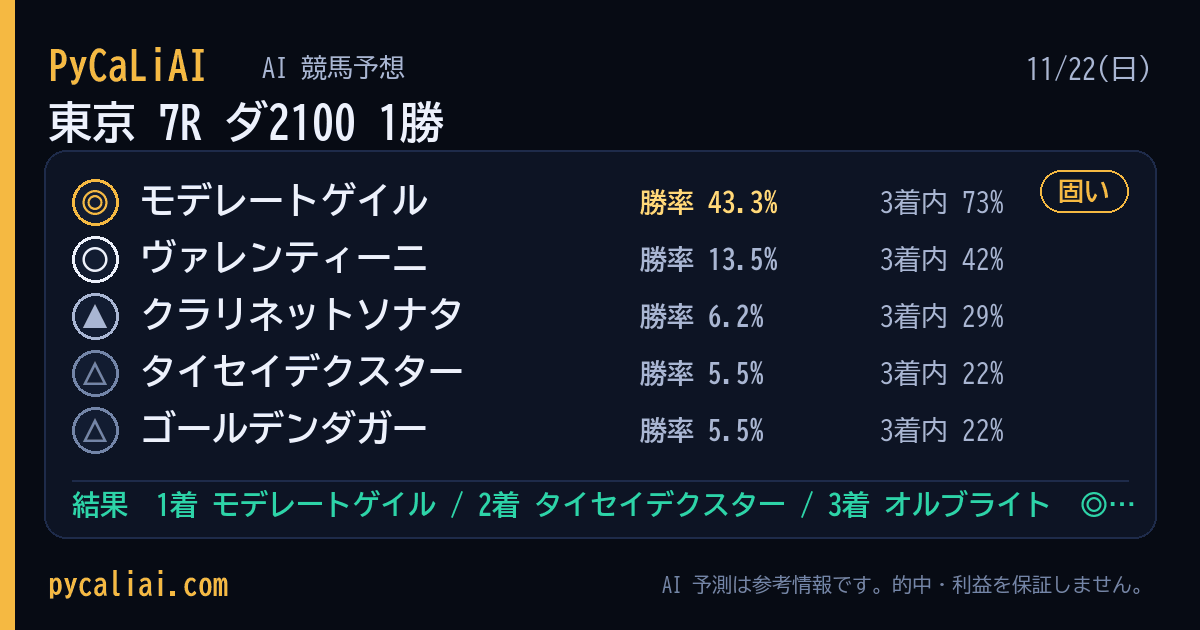 PyCaLiAI AI 競馬予想 11/22(日)
東京 7R ダ2100 1勝
◎ モデレートゲイル 勝率 43.3% 3着内 73% 固い
○ ヴァレンティーニ 勝率 13.5% 3着内 42%
▲ クラリネットソナタ 勝率 6.2% 3着内 29%
△ タイセイデクスター 勝率 5.5% 3着内 22%
△ ゴールデンダガー 勝率 5.5% 3着内 22%
結果 1着 モデレートゲイル / 2着 タイセイデクスター / 3着 オルブライト ◎…
pycaliai.com AI 予測は参考情報です。的中・利益を保証しません。